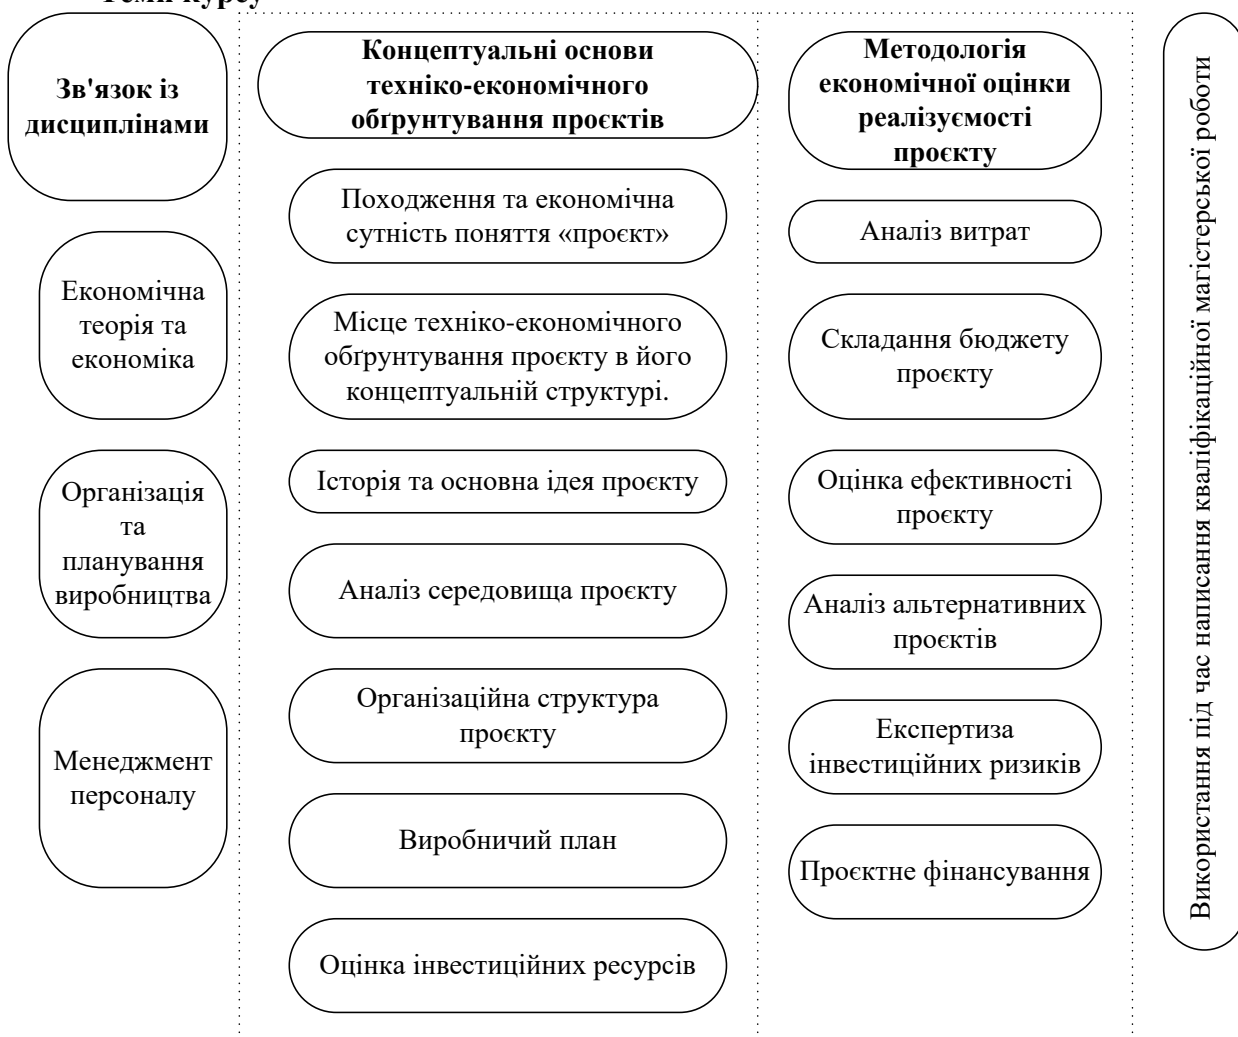 Теми курсу
Зв'язок із
дисциплінами
Економічна
теорія та
економіка
Організація
та
планування
виробництва
Менеджмент
персоналу
Концептуальні основи
техніко-економічного
обґрунтування проєктів
Походження та економічна
сутність поняття «проєкт»
Місце техніко-економічного
обґрунтування проєкту в його
концептуальній структурі.
Історія та основна ідея проєкту
Аналіз середовища проєкту
Організаційна структура
проєкту
Виробничий план
Оцінка інвестиційних ресурсів
Методологія
економічної оцінки
реалізуємості
проєкту
Аналіз витрат
Складання бюджету
проєкту
Оцінка ефективності
проєкту
Аналіз альтернативних
проєктів
Експертиза
інвестиційних ризиків
Проєктне фінансування
Використання під час написання кваліфікаційної магістерської роботи